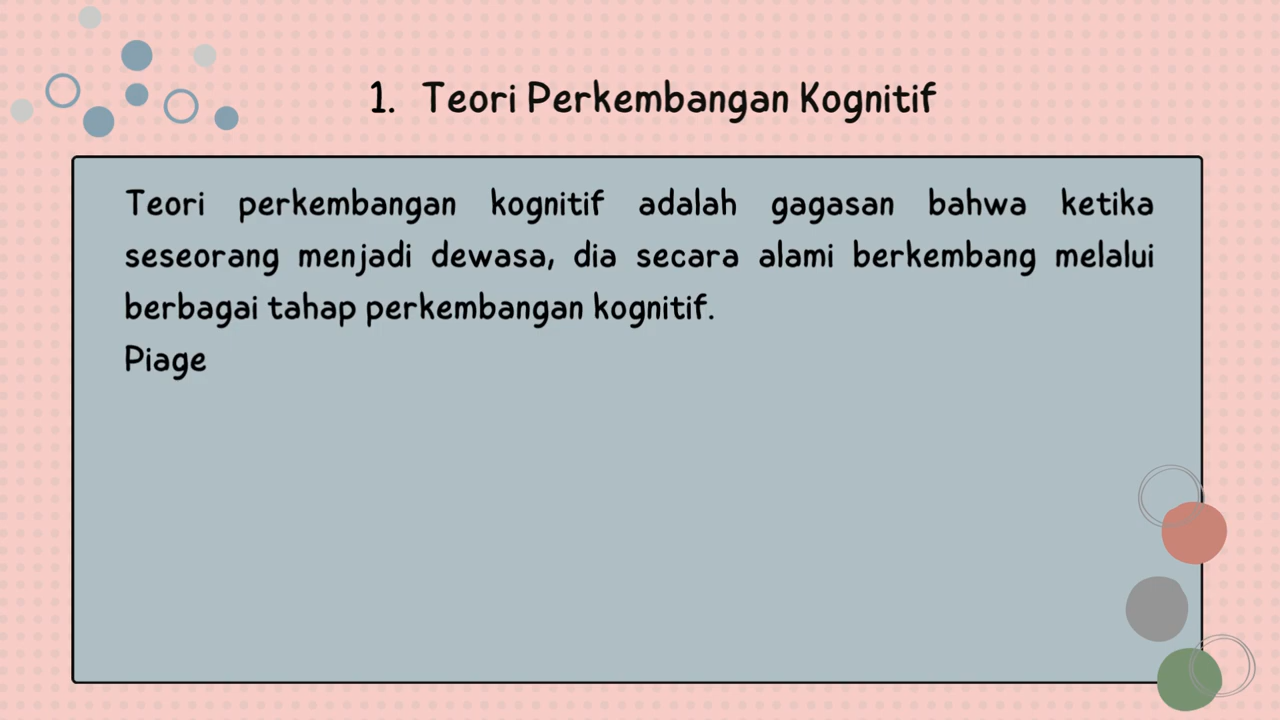 1. Teori Perkembangan Kognitif
Teori perkembangan kognitif adalah gagasan bahwa ketika
seseorang menjadi dewasa, dia secara alami berkembang melalui
berbagai tahap perkembangan kognitif.
Piage